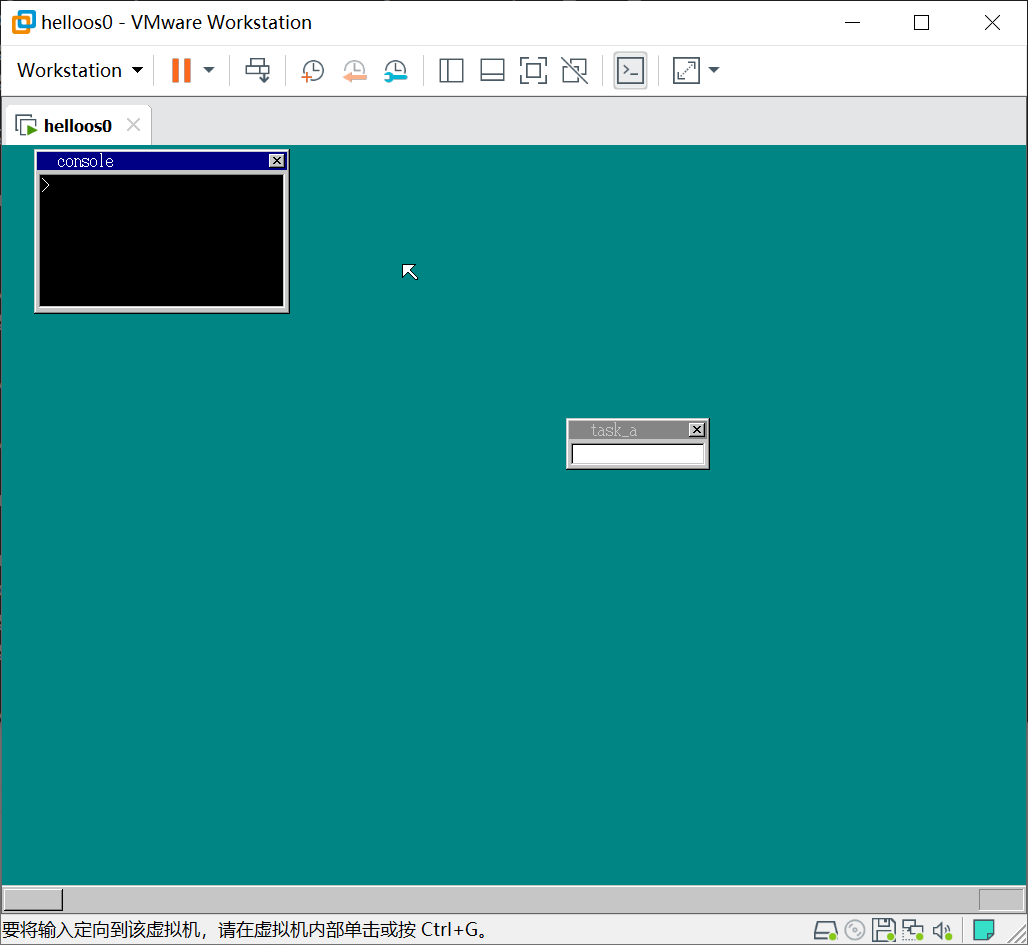 helloos0 - VMware Workstation
Workstation
helloos0
console
>
task_a
要将输入定向到该虚拟机，请在虚拟机内部单击或按 Ctrl+G。